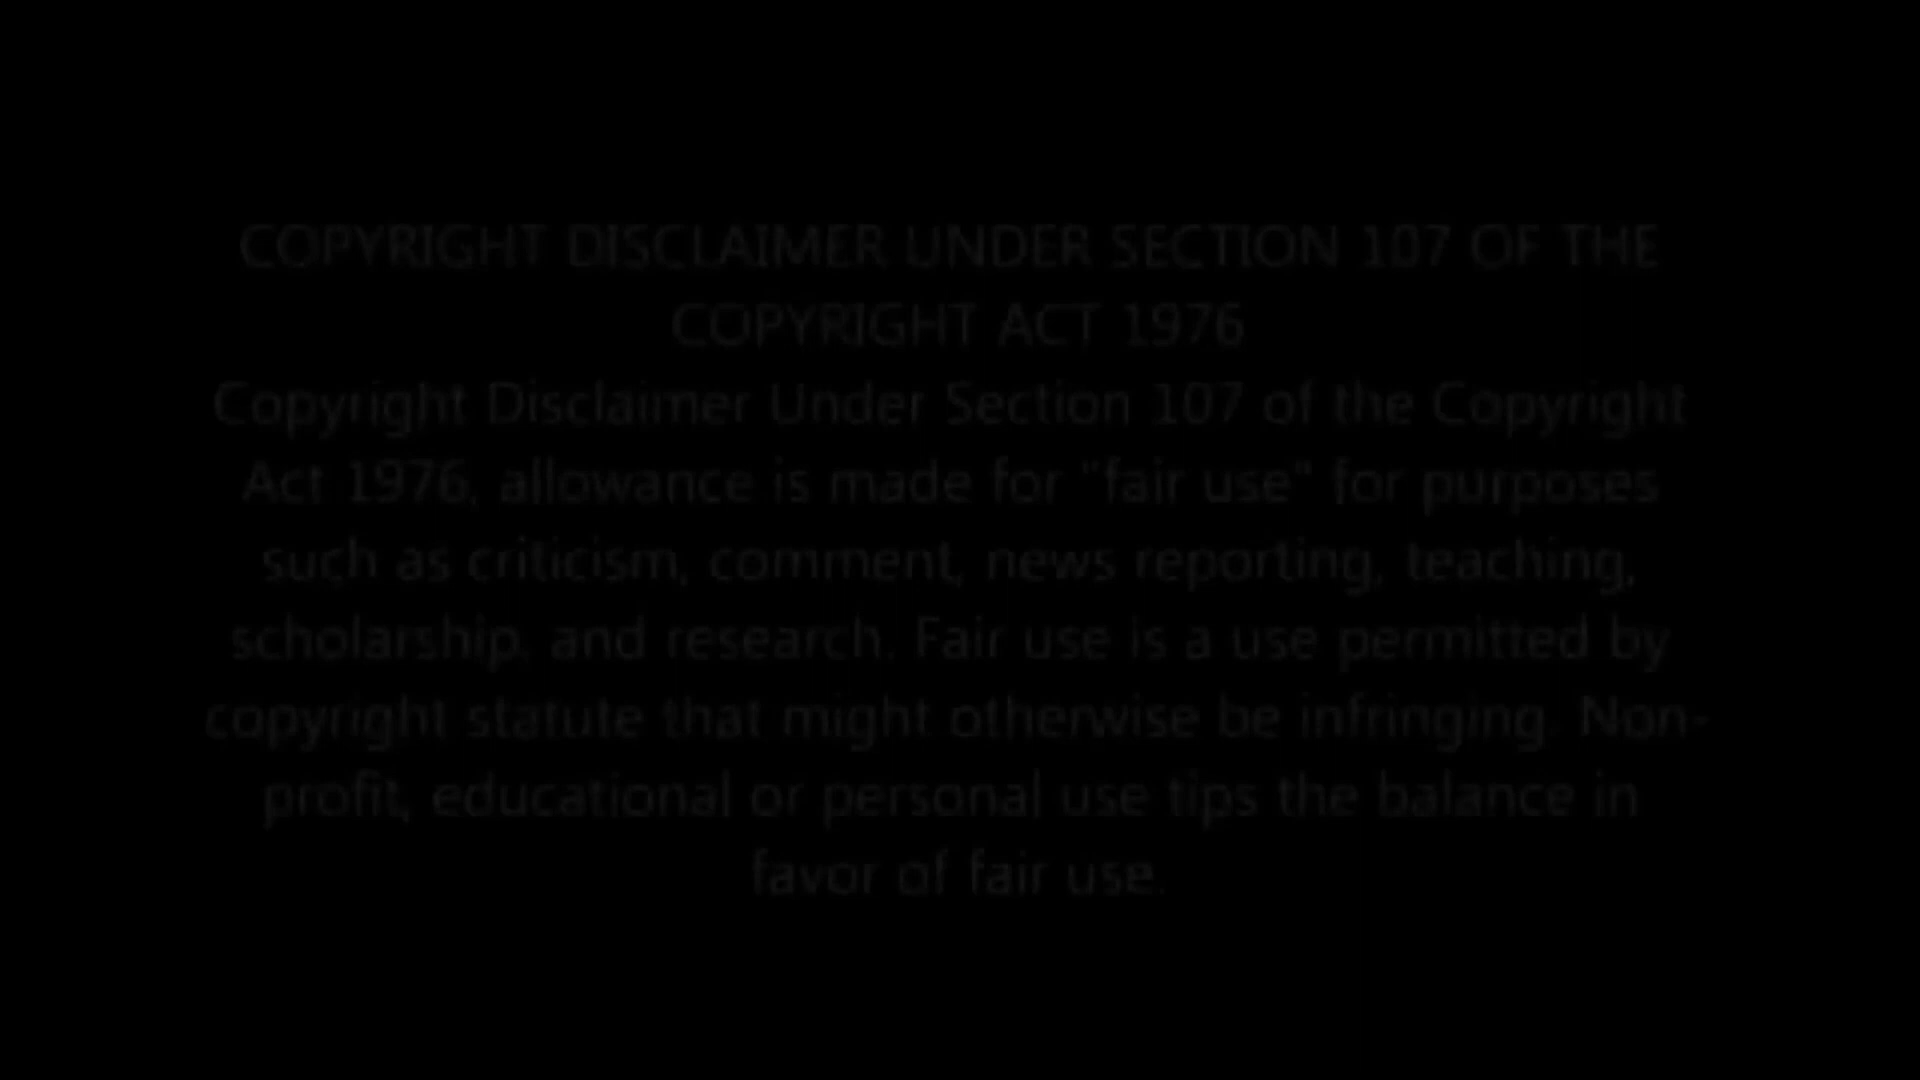 COPYRIGHT DISCLAIMER UNDER SECTION 107 OF THE
COPYRIGHT ACT 1976
Copyright Disclaimer Under Section 107 of the Copyright
Act 1976, allowance is made for "fair use" for purposes
such as criticism, comment, news reporting, teaching,
scholarship, and research. Fair use is a use permitted by
copyright statute that might otherwise be infringing. Non-
profit, educational or personal use tips the balance in
favor of fair use.